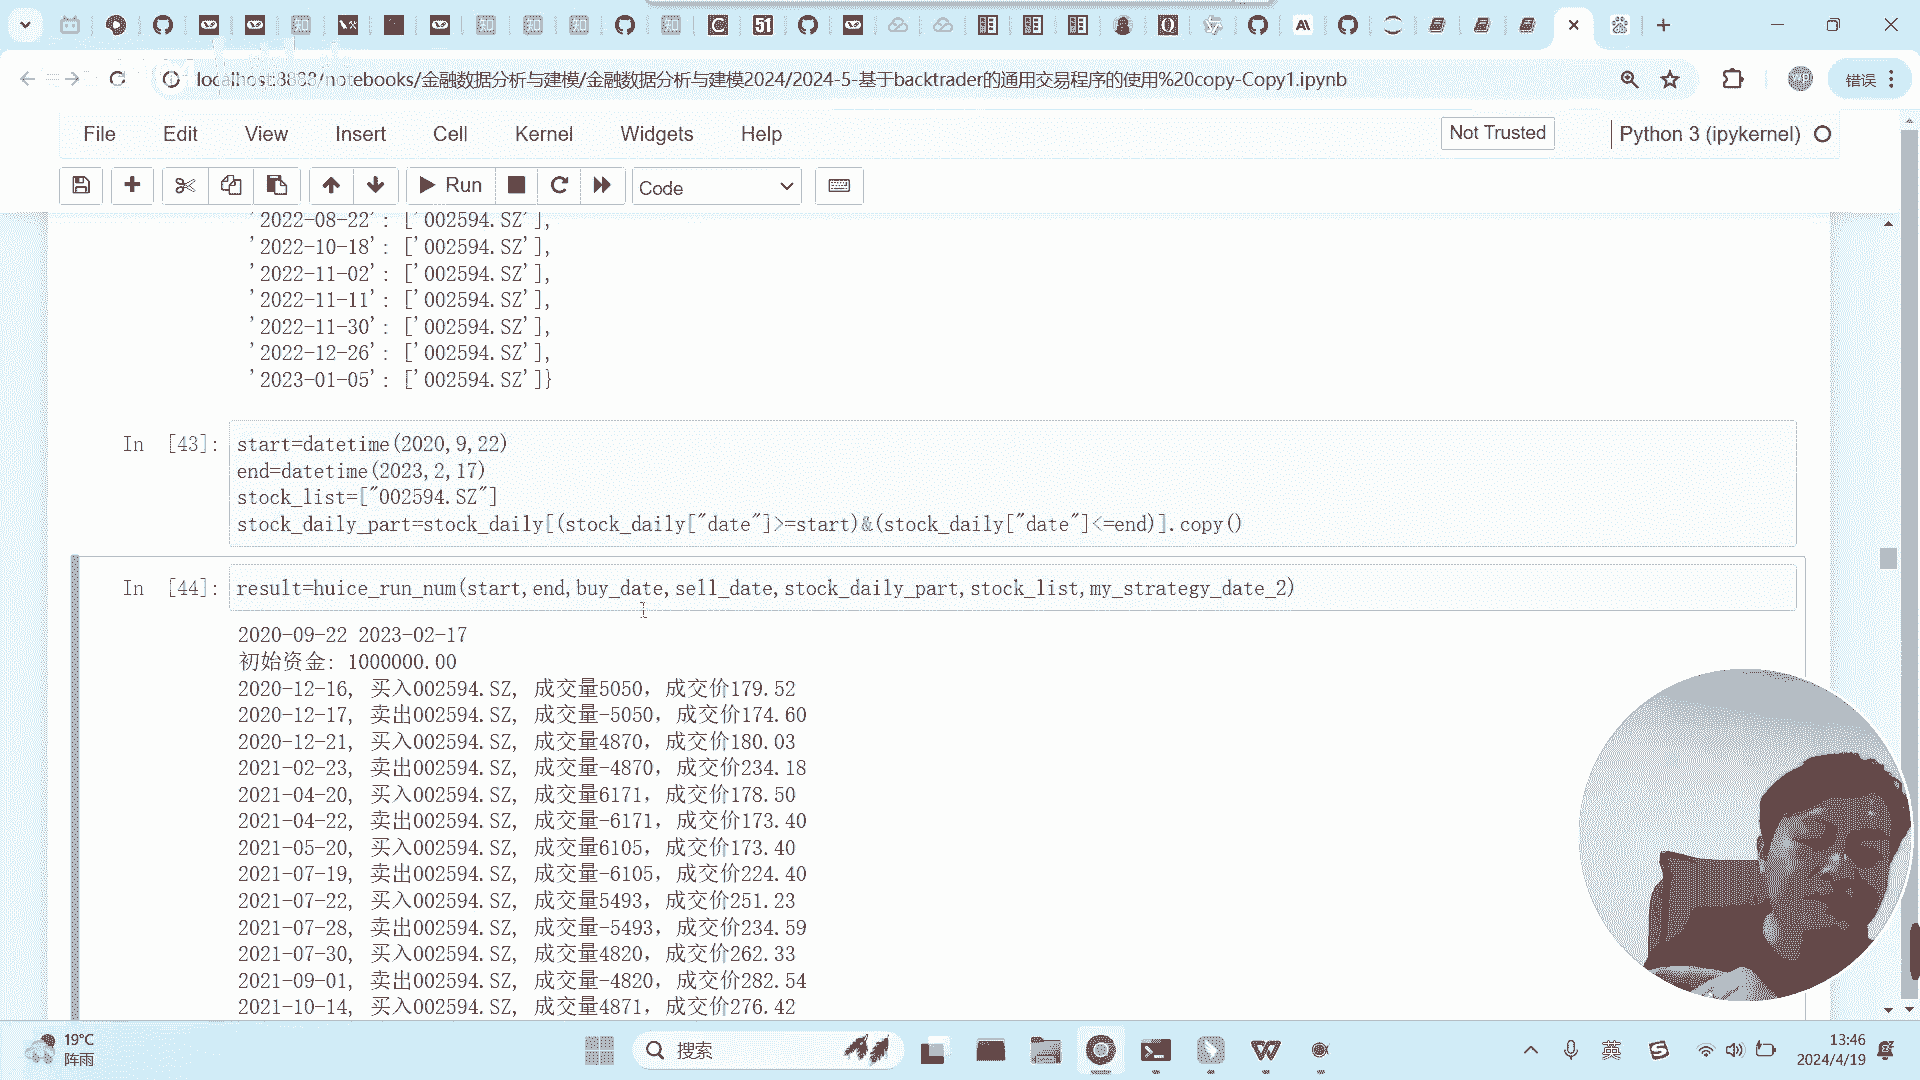 localhost:8888/notebooks/金融数据分析与建模/金融数据分析与建模2024/2024-5-基于backtrader的通用交易程序的使用%20copy-Copy1.ipynb
错误
File Edit View Insert Cell Kernel Widgets Help
Not Trusted
Python 3 (ipykernel)
Run
Code
'2022-08-22': ['002594.SZ'],
'2022-10-18': ['002594.SZ'],
'2022-11-02': ['002594.SZ'],
'2022-11-11': ['002594.SZ'],
'2022-11-30': ['002594.SZ'],
'2022-12-26': ['002594.SZ'],
'2023-01-05': ['002594.SZ']}
In [43]: start=datetime(2020,9,22)
end=datetime(2023,2,17)
stock_list=["002594.SZ"]
stock_daily_part=stock_daily[(stock_daily["date"]>=start)&(stock_daily["date"]<=end)].copy()
In [44]: result=huice_run_num(start,end,buy_date,sell_date,stock_daily_part,stock_list,my_strategy_date_2)
2020-09-22 2023-02-17
初始资金: 1000000.00
2020-12-16, 买入002594.SZ, 成交量5050，成交价179.52
2020-12-17, 卖出002594.SZ, 成交量-5050，成交价174.60
2020-12-21, 买入002594.SZ, 成交量4870，成交价180.03
2021-02-23, 卖出002594.SZ, 成交量-4870，成交价234.18
2021-04-20, 买入002594.SZ, 成交量6171，成交价178.50
2021-04-22, 卖出002594.SZ, 成交量-6171，成交价173.40
2021-05-20, 买入002594.SZ, 成交量6105，成交价173.40
2021-07-19, 卖出002594.SZ, 成交量-6105，成交价224.40
2021-07-22, 买入002594.SZ, 成交量5493，成交价251.23
2021-07-28, 卖出002594.SZ, 成交量-5493，成交价234.59
2021-07-30, 买入002594.SZ, 成交量4820，成交价262.33
2021-09-01, 卖出002594.SZ, 成交量-4820，成交价282.54
2021-10-14, 买入002594.SZ, 成交量4871，成交价276.42
19°C
阵雨
搜索
英
13:46
2024/4/19